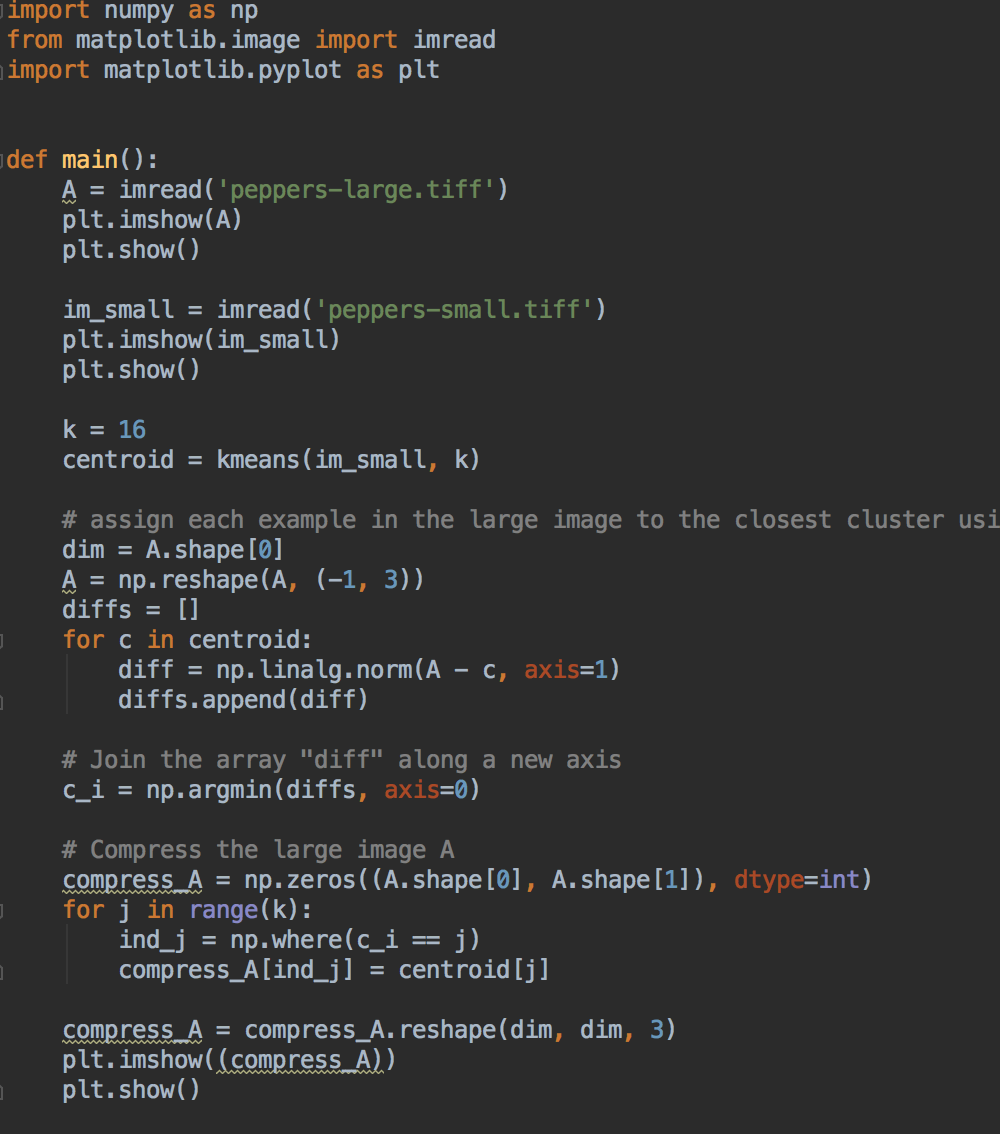 import numpy as np
from matplotlib.image import imread
import matplotlib.pyplot as plt
def main():
A = imread('peppers-large.tiff')
plt.imshow(A)
plt.show()
im_small = imread('peppers-small.tiff')
plt.imshow(im_small)
plt.show()
k = 16
centroid = kmeans(im_small, k)
# assign each example in the large image to the closest cluster usi
dim = A.shape[0]
A = np.reshape(A, (-1, 3))
diffs = []
for c in centroid:
diff = np.linalg.norm(A - c, axis=1)
diffs.append(diff)
# Join the array "diff" along a new axis
c_i = np.argmin(diffs, axis=0)
# Compress the large image A
compress_A = np.zeros((A.shape[0], A.shape[1]), dtype=int)
for j in range(k):
ind_j = np.where(c_i == j)
compress_A[ind_j] = centroid[j]
compress_A = compress_A.reshape(dim, dim, 3)
plt.imshow((compress_A))
plt.show()